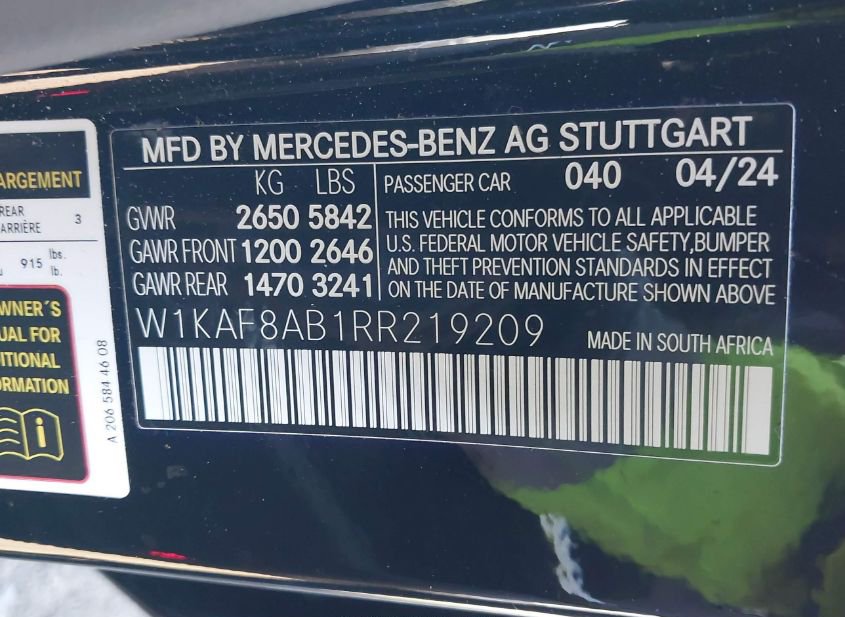 ARGEMENT
REAR
ARRIÈRE 3
915 lbs.
lb.
WNER´S
UAL FOR
DITIONAL
ORMATION
A 206 584 46 08
MFD BY MERCEDES-BENZ AG STUTTGART
KG LBS
GVWR 2650 5842
GAWR FRONT 1200 2646
GAWR REAR 1470 3241
PASSENGER CAR 040 04/24
THIS VEHICLE CONFORMS TO ALL APPLICABLE
U.S. FEDERAL MOTOR VEHICLE SAFETY,BUMPER
AND THEFT PREVENTION STANDARDS IN EFFECT
ON THE DATE OF MANUFACTURE SHOWN ABOVE
W1KAF8AB1RR219209
MADE IN SOUTH AFRICA